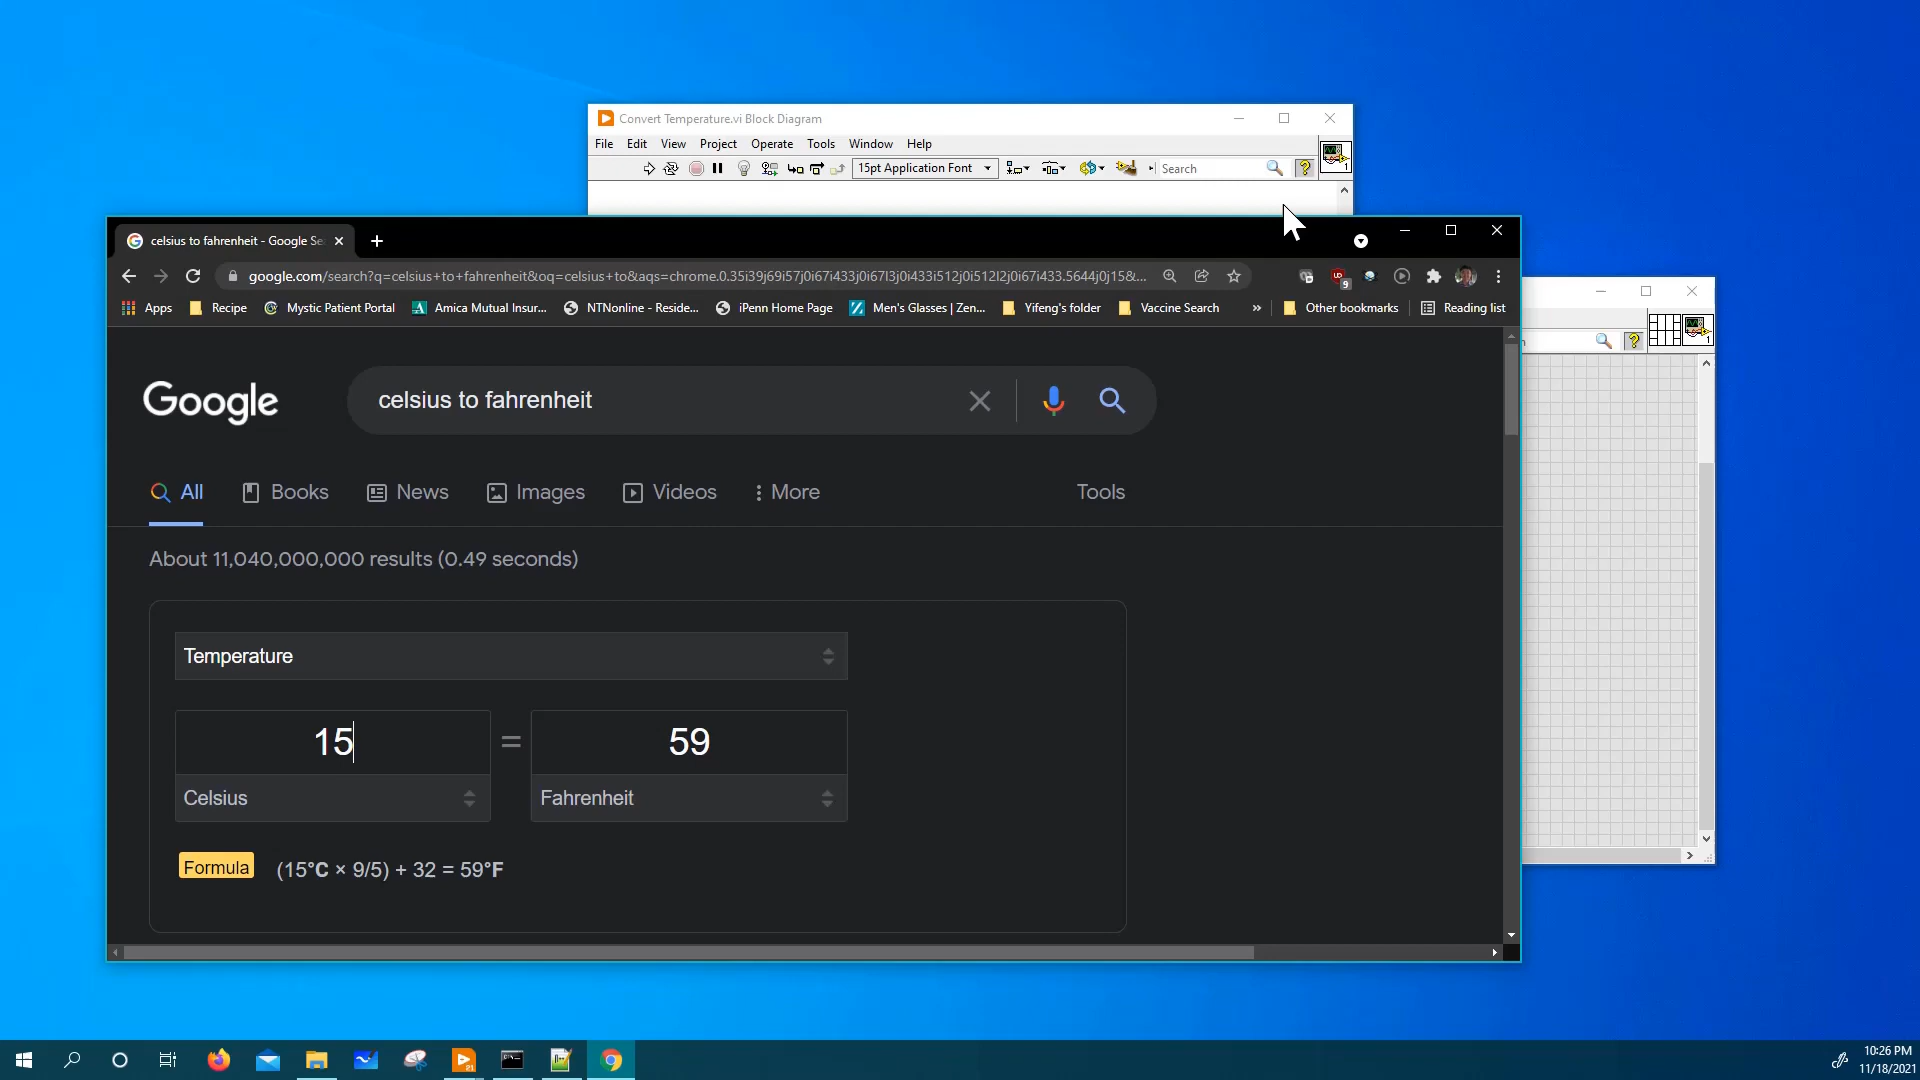 Convert Temperature.vi Block Diagram
File Edit View Project Operate Tools Window Help
15pt Application Font Search
1
celsius to fahrenheit - Google Se
google.com/search?q=celsius+to+fahrenheit&oq=celsius+to&aqs=chrome.0.35i39j69i57j0i67i433j0i67l3j0i433i512j0i512l2j0i67i433.5644j0j15&...
9
Apps Recipe Mystic Patient Portal Amica Mutual Insur... NTNonline - Reside... iPenn Home Page Men's Glasses | Zen... Yifeng's folder Vaccine Search » Other bookmarks Reading list
1
Google celsius to fahrenheit
All Books News Images Videos More Tools
About 11,040,000,000 results (0.49 seconds)
Temperature
15 = 59
Celsius Fahrenheit
Formula (15°C × 9/5) + 32 = 59°F
21
10:26 PM
11/18/2021